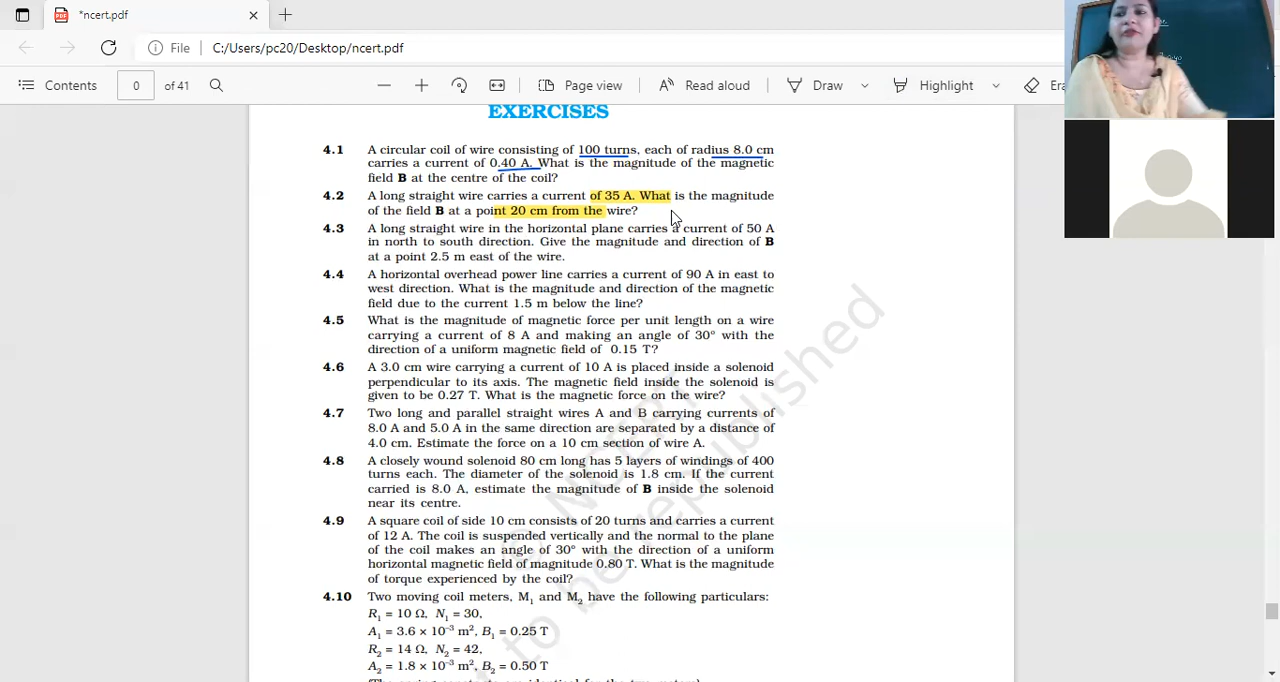 *ncert.pdf
File C:/Users/pc20/Desktop/ncert.pdf
Contents 0 of 41 Page view Read aloud Draw Highlight
EXERCISES
4.1 A circular coil of wire consisting of 100 turns, each of radius 8.0 cm
carries a current of 0.40 A. What is the magnitude of the magnetic
field B at the centre of the coil?
4.2 A long straight wire carries a current of 35 A. What is the magnitude
of the field B at a point 20 cm from the wire?
4.3 A long straight wire in the horizontal plane carries a current of 50 A
in north to south direction. Give the magnitude and direction of B
at a point 2.5 m east of the wire.
4.4 A horizontal overhead power line carries a current of 90 A in east to
west direction. What is the magnitude and direction of the magnetic
field due to the current 1.5 m below the line?
4.5 What is the magnitude of magnetic force per unit length on a wire
carrying a current of 8 A and making an angle of 30° with the
direction of a uniform magnetic field of 0.15 T?
4.6 A 3.0 cm wire carrying a current of 10 A is placed inside a solenoid
perpendicular to its axis. The magnetic field inside the solenoid is
given to be 0.27 T. What is the magnetic force on the wire?
4.7 Two long and parallel straight wires A and B carrying currents of
8.0 A and 5.0 A in the same direction are separated by a distance of
4.0 cm. Estimate the force on a 10 cm section of wire A.
4.8 A closely wound solenoid 80 cm long has 5 layers of windings of 400
turns each. The diameter of the solenoid is 1.8 cm. If the current
carried is 8.0 A, estimate the magnitude of B inside the solenoid
near its centre.
4.9 A square coil of side 10 cm consists of 20 turns and carries a current
of 12 A. The coil is suspended vertically and the normal to the plane
of the coil makes an angle of 30° with the direction of a uniform
horizontal magnetic field of magnitude 0.80 T. What is the magnitude
of torque experienced by the coil?
4.10 Two moving coil meters, M₁ and M₂ have the following particulars:
R₁ = 10 Ω, N₁ = 30,
A₁ = 3.6 × 10⁻³ m², B₁ = 0.25 T
R₂ = 14 Ω, N₂ = 42,
A₂ = 1.8 × 10⁻³ m², B₂ = 0.50 T
© NCERT
to be republished